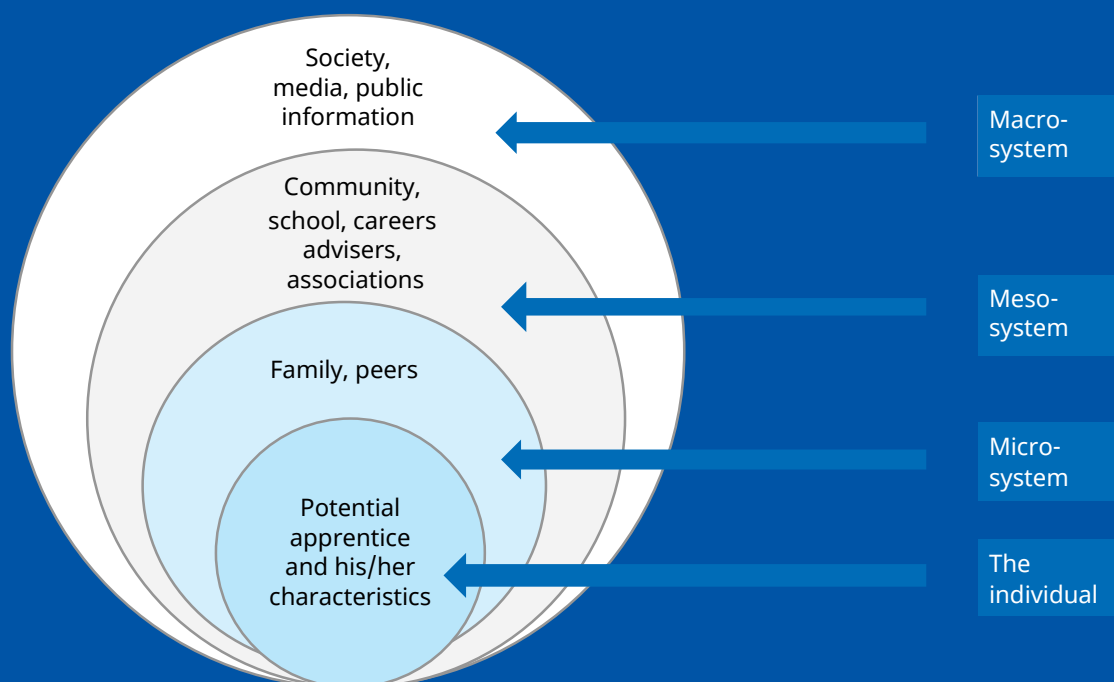 Society,
media, public
information
Macro-
system
Community,
school, careers
advisers,
associations
Meso-
system
Family, peers
Micro-
system
Potential
apprentice
and his/her
characteristics
The
individual